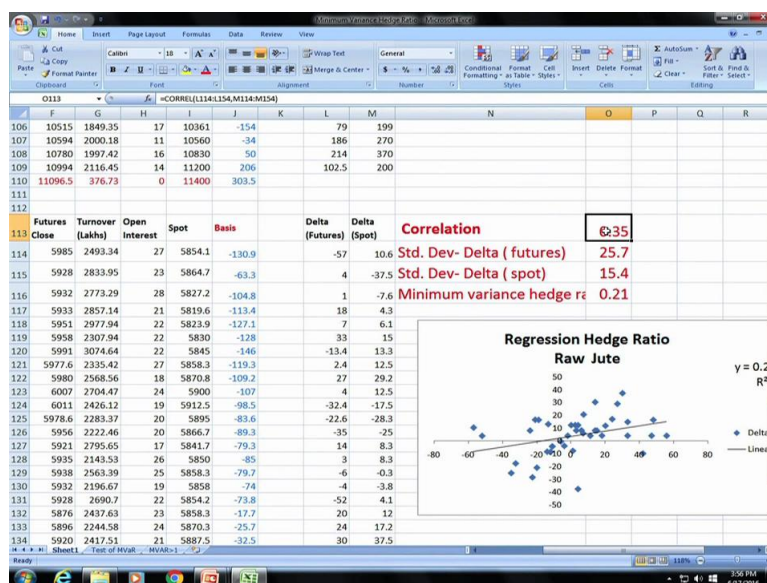 Minimum Variance Hedge Ratio - Microsoft Excel
Home Insert Page Layout Formulas Data Review View
Cut
Copy
Format Painter
Paste
Clipboard
Calibri 18
B I U
Font
Wrap Text
Merge & Center
Alignment
General
$ % ,
Number
Conditional Formatting
Format as Table
Cell Styles
Styles
Insert Delete Format
Cells
Σ AutoSum
Fill
Clear
Sort & Filter
Find & Select
Editing
O113 fx =CORREL(L114:L154,M114:M154)
F G H I J K L M N O P Q R
106 10515 1849.35 17 10361 -154 79 199
107 10594 2000.18 11 10560 -34 186 270
108 10780 1997.42 16 10830 50 214 370
109 10994 2116.45 14 11200 206 102.5 200
110 11096.5 376.73 0 11400 303.5
111
112
113 Futures Close Turnover (Lakhs) Open Interest Spot Basis Delta (Futures) Delta (Spot) Correlation 0.35
114 5985 2493.34 27 5854.1 -130.9 -57 10.6 Std. Dev- Delta ( futures) 25.7
115 5928 2833.95 23 5864.7 -63.3 4 -37.5 Std. Dev- Delta ( spot) 15.4
116 5932 2773.29 28 5827.2 -104.8 1 -7.6 Minimum variance hedge ra 0.21
117 5933 2857.14 21 5819.6 -113.4 18 4.3
118 5951 2977.94 22 5823.9 -127.1 7 6.1
119 5958 2307.94 22 5830 -128 33 15
120 5991 3074.64 22 5845 -146 -13.4 13.3
121 5977.6 2335.42 27 5858.3 -119.3 2.4 12.5
122 5980 2568.56 18 5870.8 -109.2 27 29.2
123 6007 2704.47 24 5900 -107 4 12.5
124 6011 2426.12 19 5912.5 -98.5 -32.4 -17.5
125 5978.6 2283.37 20 5895 -83.6 -22.6 -28.3
126 5956 2222.46 20 5866.7 -89.3 -35 -25
127 5921 2795.65 17 5841.7 -79.3 14 8.3
128 5935 2143.53 26 5850 -85 3 8.3
129 5938 2563.39 25 5858.3 -79.7 -6 -0.3
130 5932 2196.67 19 5858 -74 -4 -3.8
131 5928 2690.7 22 5854.2 -73.8 -52 4.1
132 5876 2437.63 23 5858.3 -17.7 20 12
133 5896 2244.58 24 5870.3 -25.7 24 17.2
134 5920 2417.51 21 5887.5 -32.5 30 37.5
Regression Hedge Ratio
Raw Jute
y = 0.2
R²
50
40
30
20
10
0
-10
-20
-30
-40
-50
-80 -60 -40 -20 0 20 40 60 80
Delta
Linea
Sheet1 Test of MVaR MVAR>1
Ready 118%
3:56 PM